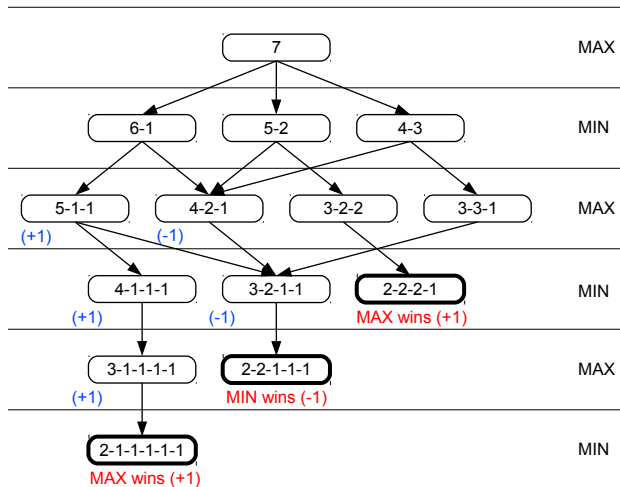 7 MAX
6-1 5-2 4-3 MIN
5-1-1 4-2-1 3-2-2 3-3-1 MAX
(+1) (-1)
4-1-1-1 3-2-1-1 2-2-2-1 MIN
(+1) (-1) MAX wins (+1)
3-1-1-1-1 2-2-1-1-1 MAX
(+1) MIN wins (-1)
2-1-1-1-1-1 MIN
MAX wins (+1)